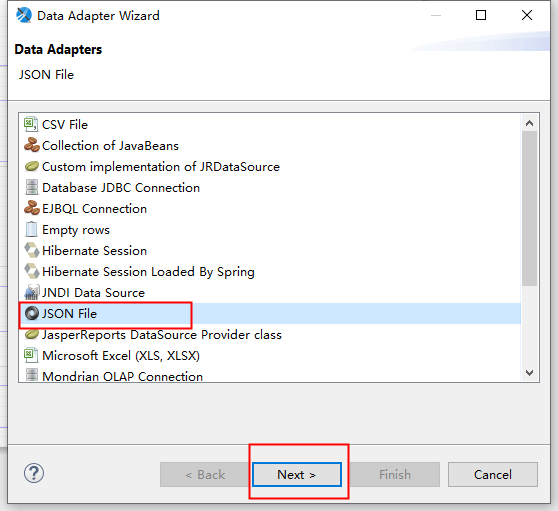 Data Adapter Wizard
Data Adapters
JSON File
CSV File
Collection of JavaBeans
Custom implementation of JRDataSource
Database JDBC Connection
EJBQL Connection
Empty rows
Hibernate Session
Hibernate Session Loaded By Spring
JNDI Data Source
JSON File
JasperReports DataSource Provider class
Microsoft Excel (XLS, XLSX)
Mondrian OLAP Connection
? < Back Next > Finish Cancel